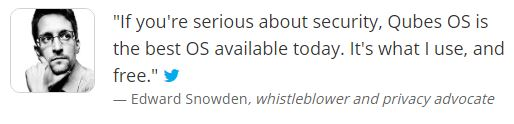 "If you're serious about security, Qubes OS is
the best OS available today. It's what I use, and
free."
— Edward Snowden, whistleblower and privacy advocate